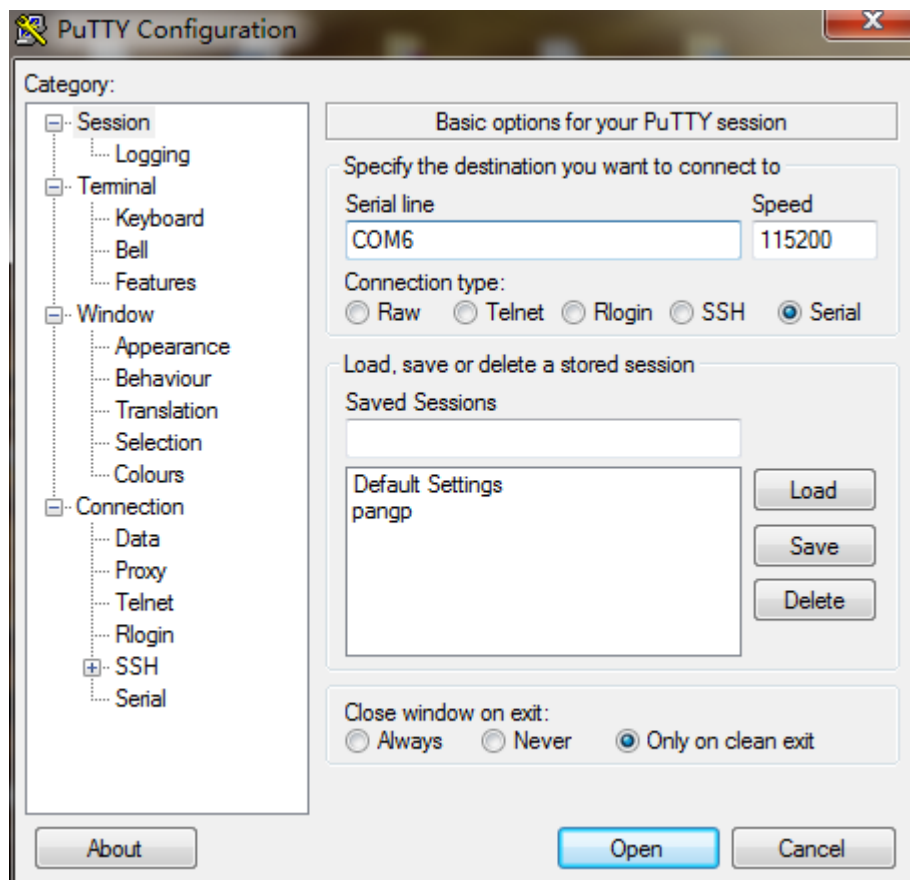 PuTTY Configuration
Category:
Session
Logging
Terminal
Keyboard
Bell
Features
Window
Appearance
Behaviour
Translation
Selection
Colours
Connection
Data
Proxy
Telnet
Rlogin
SSH
Serial
Basic options for your PuTTY session
Specify the destination you want to connect to
Serial line Speed
COM6 115200
Connection type:
Raw Telnet Rlogin SSH Serial
Load, save or delete a stored session
Saved Sessions
Default Settings
pangp
Load
Save
Delete
Close window on exit:
Always Never Only on clean exit
About Open Cancel